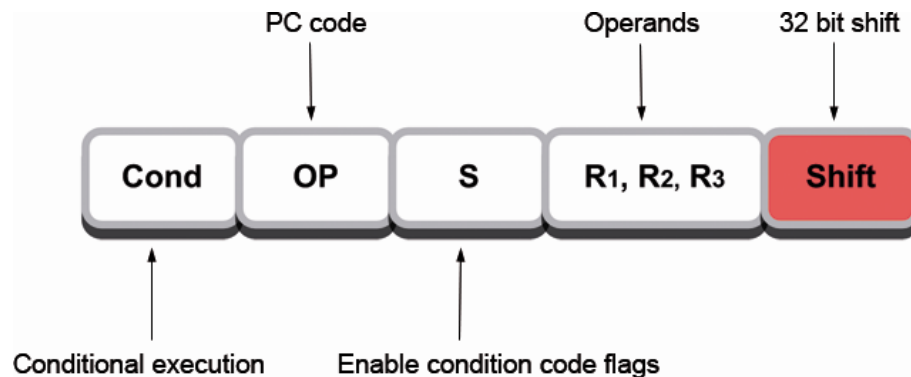 PC code
Operands
32 bit shift
Cond
OP
S
R1, R2, R3
Shift
Conditional execution
Enable condition code flags